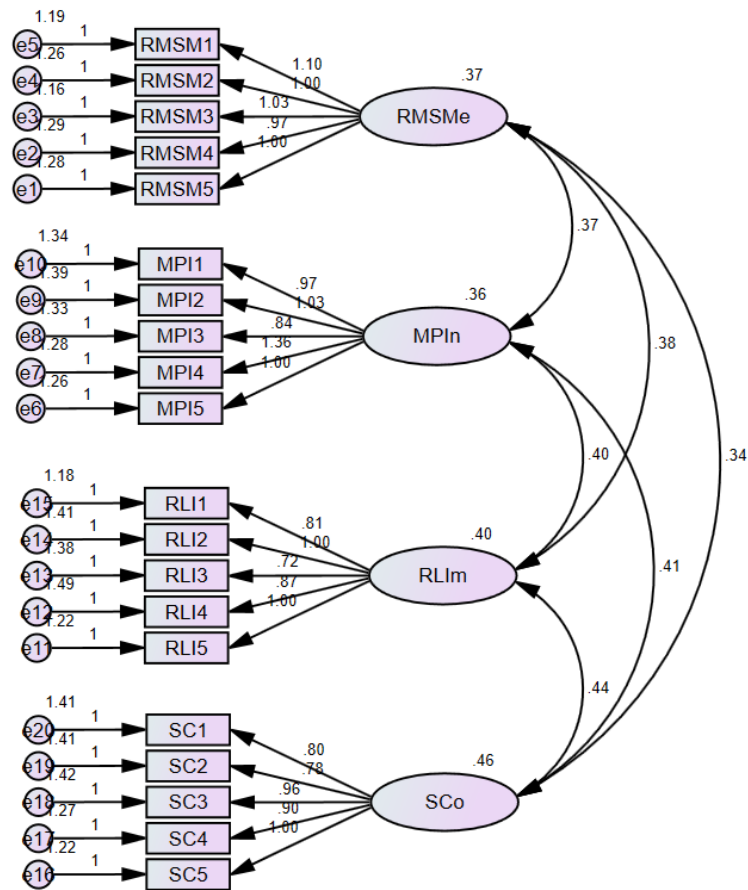 1.19
e5 1 RMSM1
1.26
1.10
.37
e4 1 RMSM2
1.00
1.16
e3 1 RMSM3
1.03
RMSMe
1.29
.97
e2 1 RMSM4
1.00
1.28
e1 1 RMSM5
.37
1.34
e10 1 MPI1
1.39
.97
.36
e9 1 MPI2
1.03
1.33
e8 1 MPI3
.84
MPIn
1.28
1.36
.38
e7 1 MPI4
1.00
1.26
e6 1 MPI5
.40
.34
1.18
e15 1 RLI1
1.41
.81
.40
e14 1 RLI2
1.00
1.38
e13 1 RLI3
.72
RLIm
.41
1.49
.87
e12 1 RLI4
1.00
1.22
e11 1 RLI5
.44
1.41
e20 1 SC1
1.41
.80
.46
e19 1 SC2
.78
1.42
e18 1 SC3
.96
SCo
1.27
.90
e17 1 SC4
1.00
1.22
e16 1 SC5